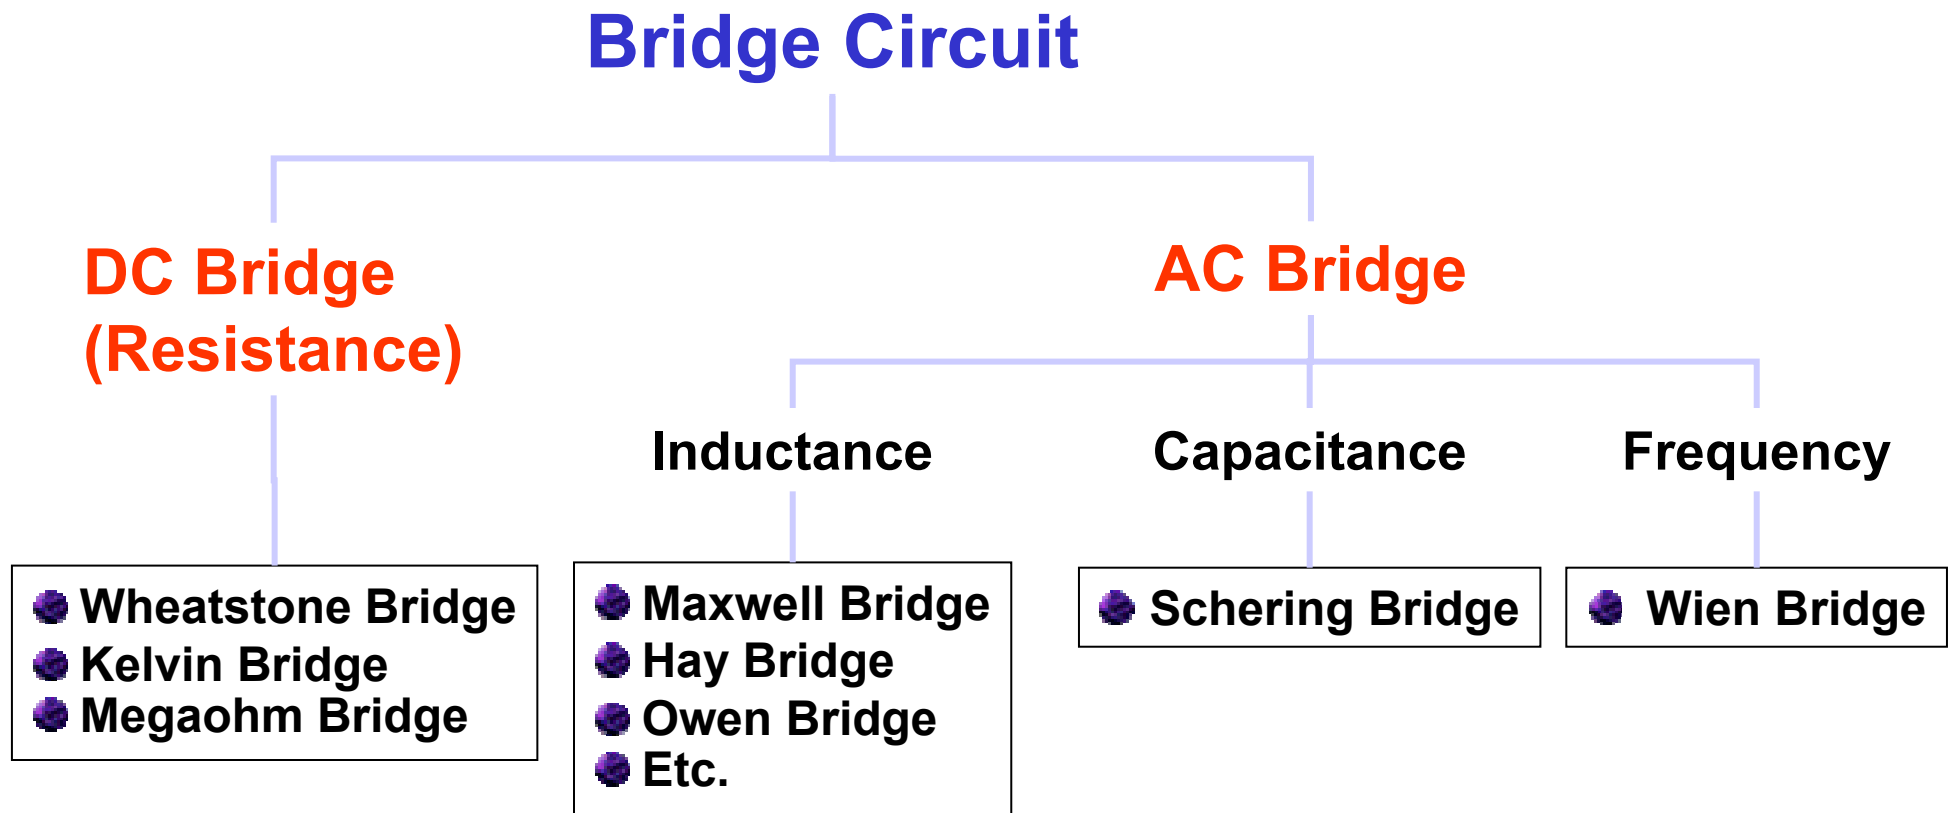 Bridge Circuit
DC Bridge
(Resistance)
AC Bridge
Inductance
Capacitance
Frequency
Wheatstone Bridge
Kelvin Bridge
Megaohm Bridge
Maxwell Bridge
Hay Bridge
Owen Bridge
Etc.
Schering Bridge
Wien Bridge